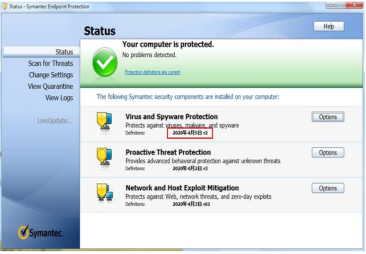 Status - Symantec Endpoint Protection
Status
Help
Status
Scan for Threats
Change Settings
View Quarantine
View Logs
LiveUpdate...
Your computer is protected.
No problems detected.
Protection definitions are current
The following Symantec security components are installed on your computer:
Virus and Spyware Protection
Protects against viruses, malware, and spyware
Definitions: 2020年4月5日 r2
Options
Proactive Threat Protection
Provides advanced behavioral protection against unknown threats
Definitions: 2020年4月3日 r3
Options
Network and Host Exploit Mitigation
Protects against Web, network threats, and zero-day exploits
Definitions: 2020年4月3日 r61
Options
Symantec